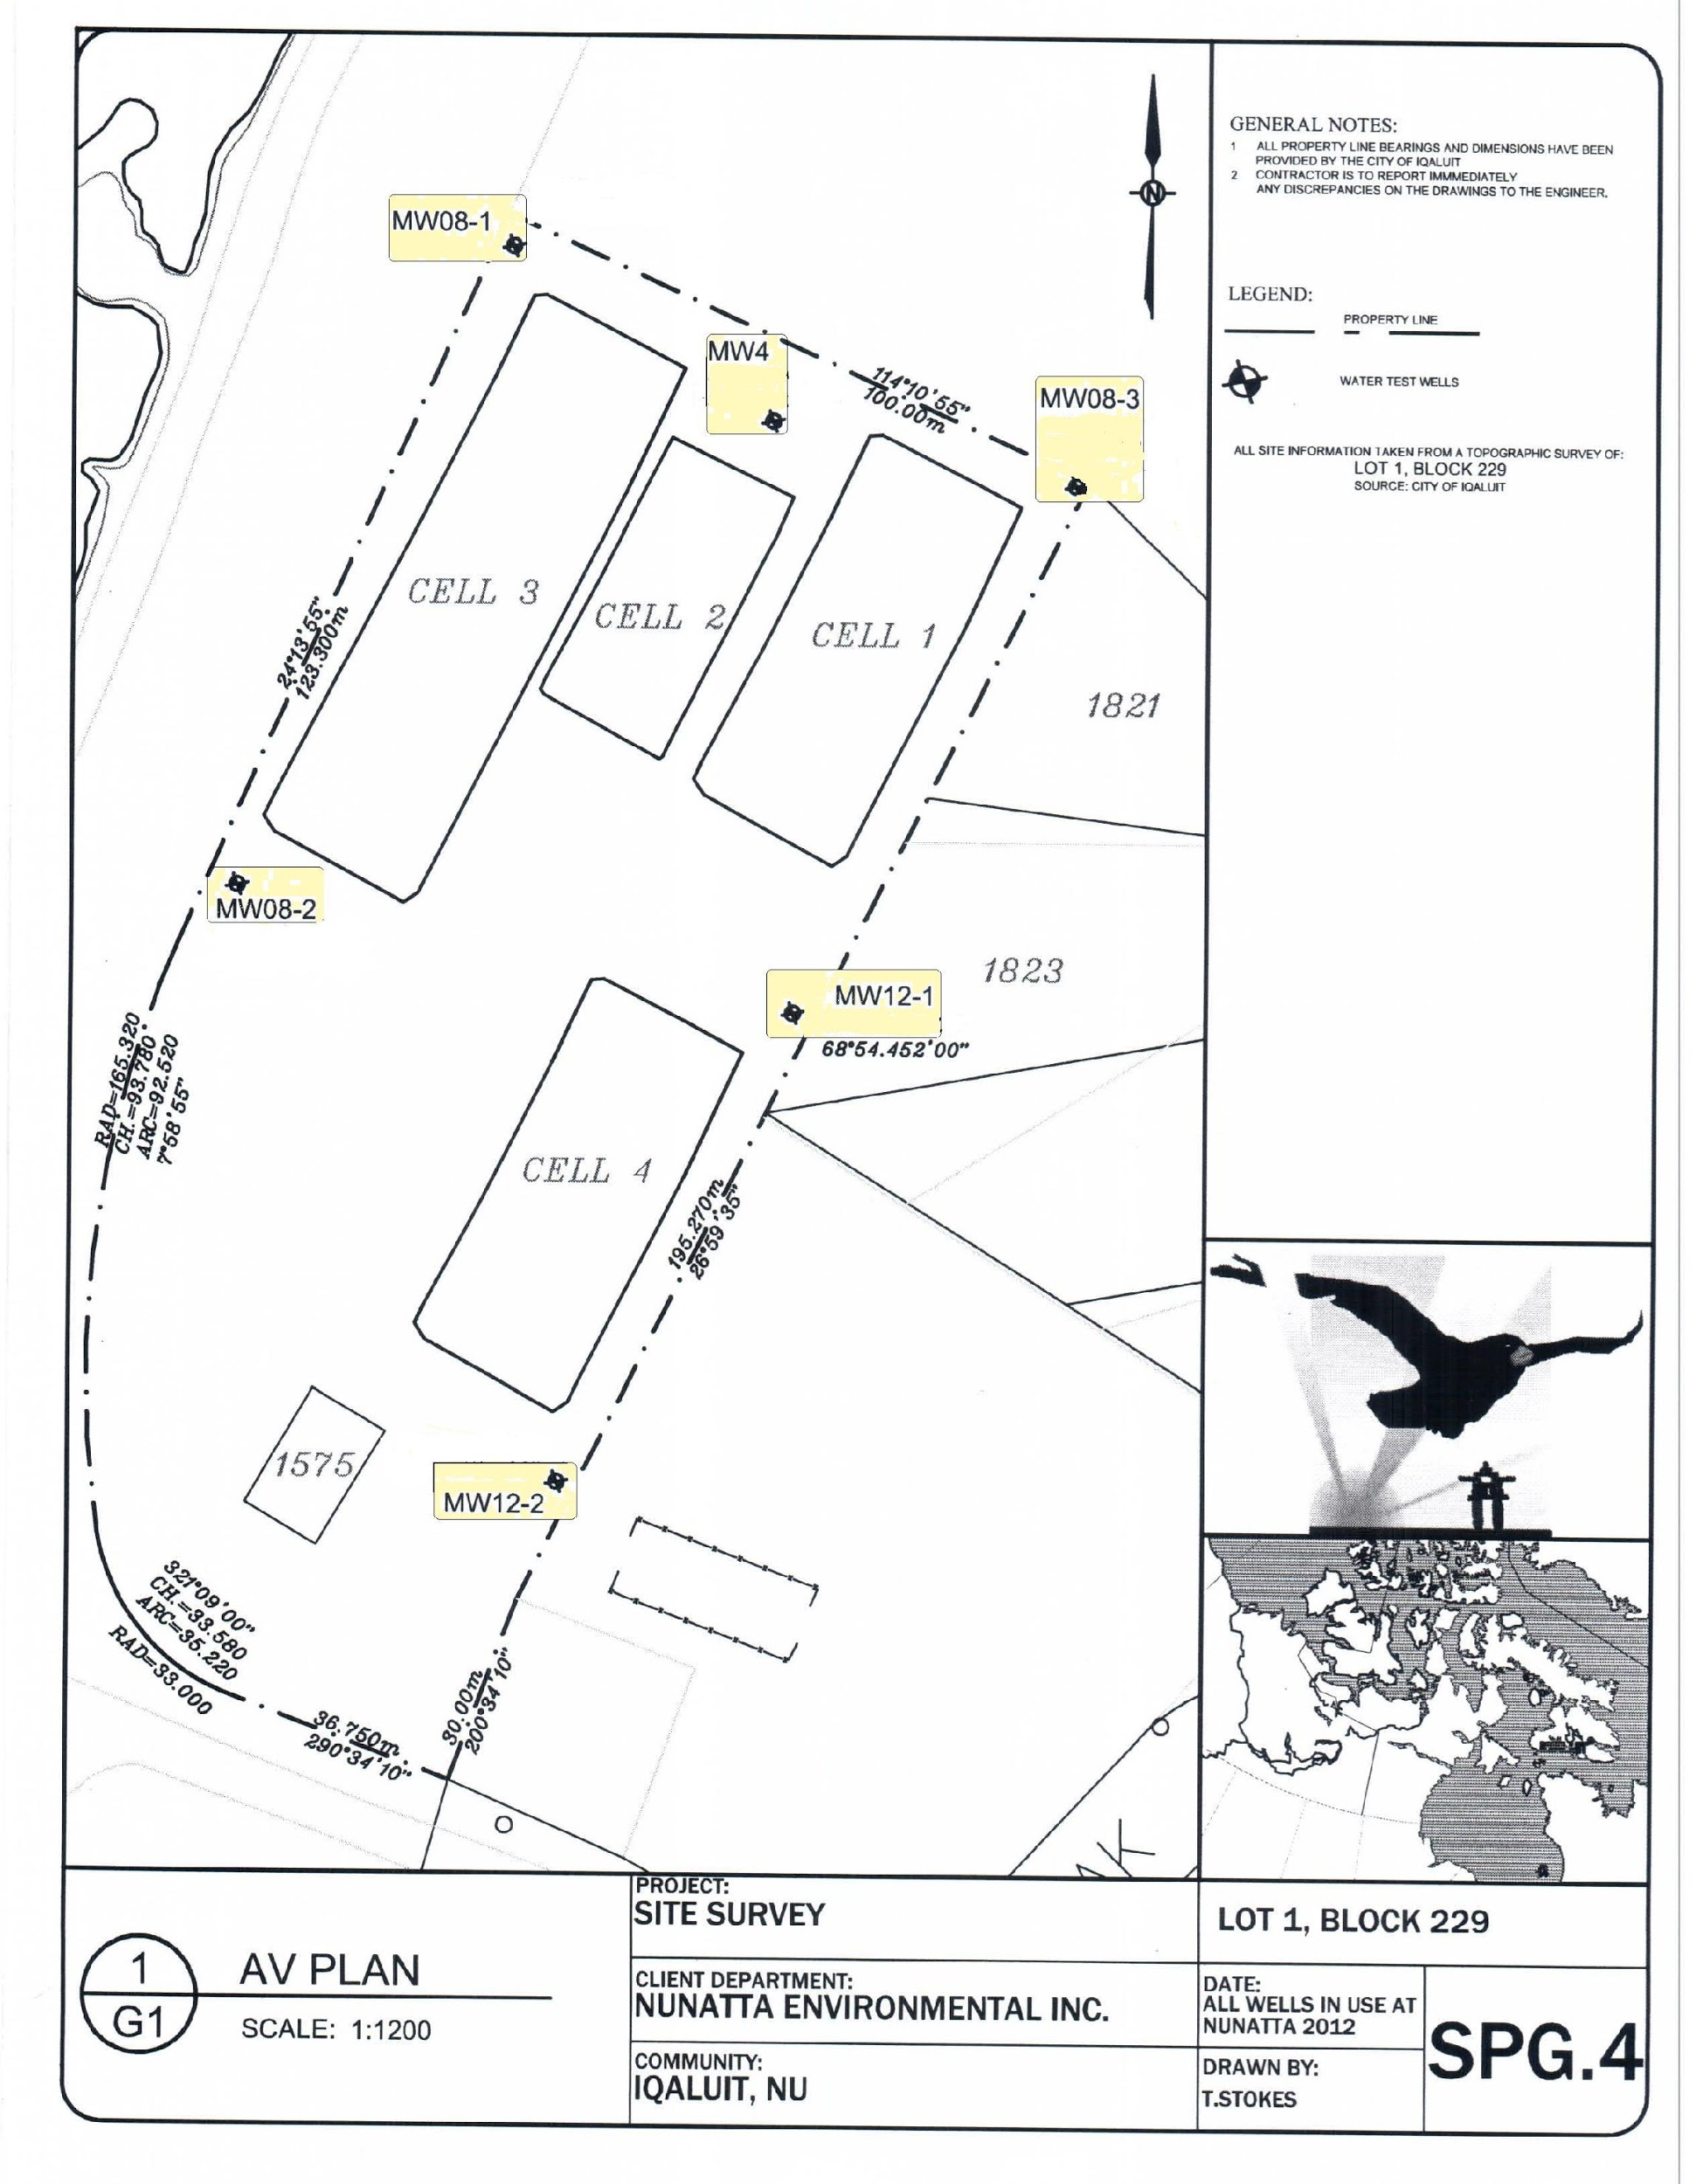 MW08-1
MW4
114°10'55"
100.00m
MW08-3
CELL 3
CELL 2
CELL 1
24°13'55"
123.300m
1821
MW08-2
1823
MW12-1
68°54.452'00"
RAD=165.320
CH.=93.780
ARC=92.520
7°58'55"
CELL 4
195.270m
26°59'35"
1575
MW12-2
321°09'00"
CH.=33.580
ARC=35.220
RAD=33.000
36.750m
290°34'10"
30.00m
200°34'10"
AK
N
GENERAL NOTES:
1 ALL PROPERTY LINE BEARINGS AND DIMENSIONS HAVE BEEN
PROVIDED BY THE CITY OF IQALUIT
2 CONTRACTOR IS TO REPORT IMMMEDIATELY
ANY DISCREPANCIES ON THE DRAWINGS TO THE ENGINEER.
LEGEND:
PROPERTY LINE
WATER TEST WELLS
ALL SITE INFORMATION TAKEN FROM A TOPOGRAPHIC SURVEY OF:
LOT 1, BLOCK 229
SOURCE: CITY OF IQALUIT
1
G1
AV PLAN
SCALE: 1:1200
PROJECT:
SITE SURVEY
CLIENT DEPARTMENT:
NUNATTA ENVIRONMENTAL INC.
COMMUNITY:
IQALUIT, NU
LOT 1, BLOCK 229
DATE:
ALL WELLS IN USE AT
NUNATTA 2012
DRAWN BY:
T.STOKES
SPG.4